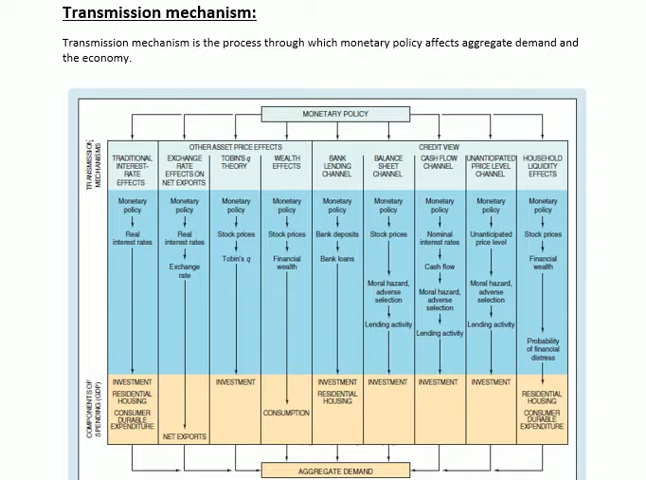 Transmission mechanism:
Transmission mechanism is the process through which monetary policy affects aggregate demand and
the economy.
MONETARY POLICY
TRANSMISSION
MECHANISMS
OTHER ASSET PRICE EFFECTS
CREDIT VIEW
TRADITIONAL
INTEREST-
RATE
EFFECTS
EXCHANGE
RATE
EFFECTS ON
NET EXPORTS
TOBIN'S q
THEORY
WEALTH
EFFECTS
BANK
LENDING
CHANNEL
BALANCE
SHEET
CHANNEL
CASH FLOW
CHANNEL
UNANTICIPATED
PRICE LEVEL
CHANNEL
HOUSEHOLD
LIQUIDITY
EFFECTS
Monetary
policy
Real
interest rates
Monetary
policy
Real
interest rates
Exchange
rate
Monetary
policy
Stock prices
Tobin's q
Monetary
policy
Stock prices
Financial
wealth
Monetary
policy
Bank deposits
Bank loans
Monetary
policy
Stock prices
Moral hazard,
adverse
selection
Lending activity
Monetary
policy
Nominal
interest rates
Cash flow
Moral hazard,
adverse
selection
Lending activity
Monetary
policy
Unanticipated
price level
Moral hazard,
adverse
selection
Lending activity
Monetary
policy
Stock prices
Financial
wealth
Probability
of financial
distress
COMPONENTS OF
SPENDING (GDP)
INVESTMENT
RESIDENTIAL
HOUSING
CONSUMER
DURABLE
EXPENDITURE
NET EXPORTS
INVESTMENT
CONSUMPTION
INVESTMENT
RESIDENTIAL
HOUSING
INVESTMENT
INVESTMENT
INVESTMENT
RESIDENTIAL
HOUSING
CONSUMER
DURABLE
EXPENDITURE
AGGREGATE DEMAND